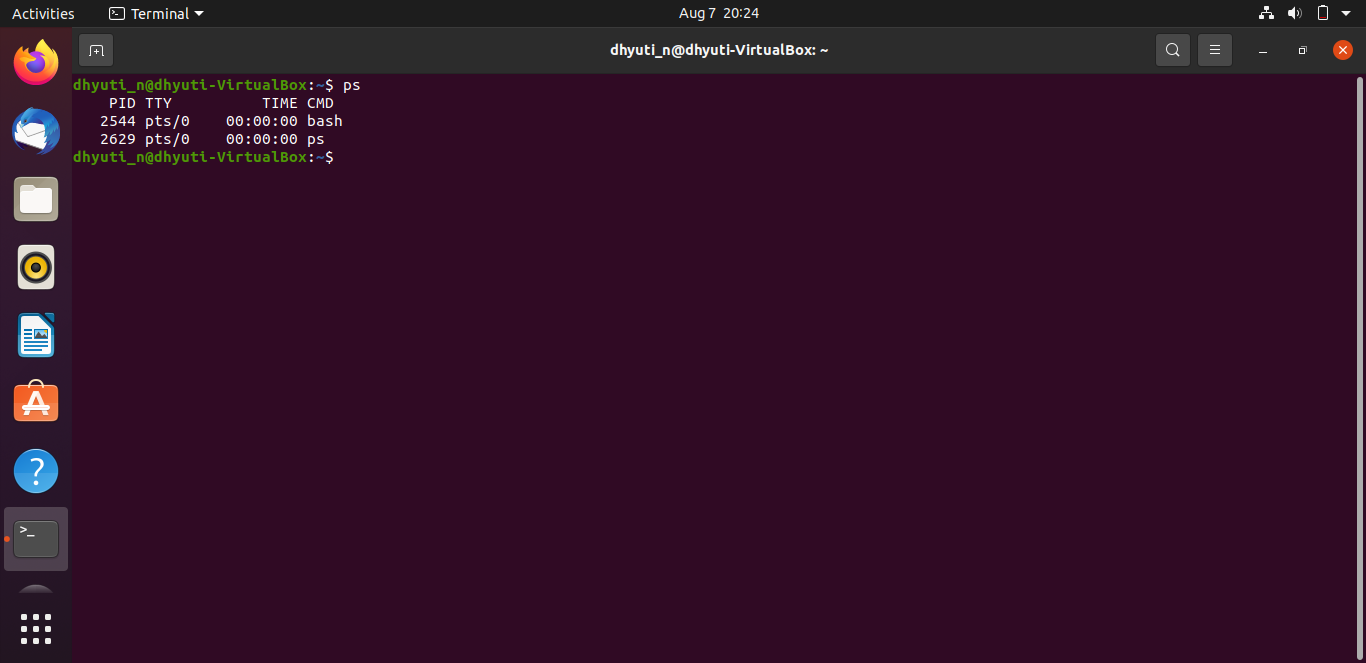 Activities Terminal Aug 7 20:24
dhyuti_n@dhyuti-VirtualBox: ~
dhyuti_n@dhyuti-VirtualBox:~$ ps
    PID TTY          TIME CMD
   2544 pts/0    00:00:00 bash
   2629 pts/0    00:00:00 ps
dhyuti_n@dhyuti-VirtualBox:~$